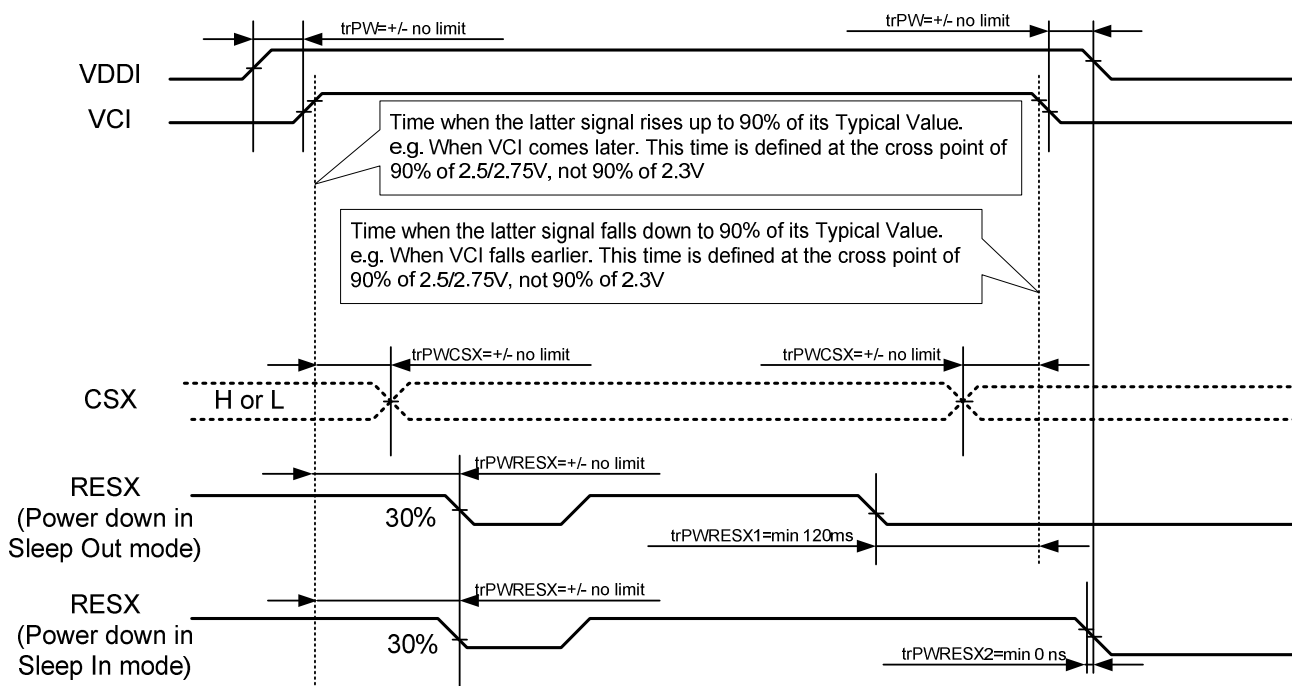 trPW=+/- no limit
trPW=+/- no limit
VDDI
VCI
Time when the latter signal rises up to 90% of its Typical Value.
e.g. When VCI comes later. This time is defined at the cross point of
90% of 2.5/2.75V, not 90% of 2.3V
Time when the latter signal falls down to 90% of its Typical Value.
e.g. When VCI falls earlier. This time is defined at the cross point of
90% of 2.5/2.75V, not 90% of 2.3V
trPWCSX=+/- no limit
trPWCSX=+/- no limit
CSX
H or L
trPWRESX=+/- no limit
RESX
(Power down in
Sleep Out mode)
30%
trPWRESX1=min 120ms
trPWRESX=+/- no limit
RESX
(Power down in
Sleep In mode)
30%
trPWRESX2=min 0 ns